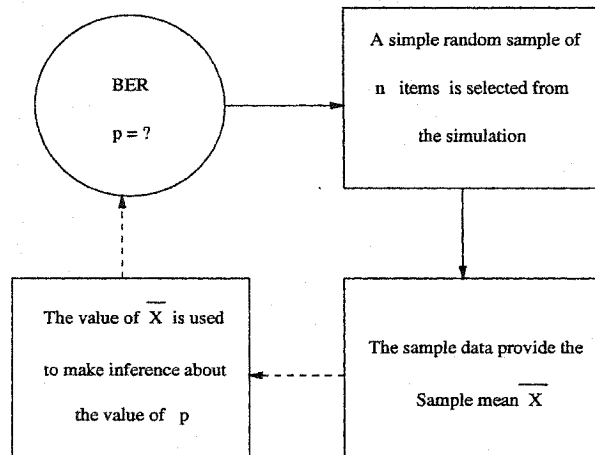 BER
p = ?
A simple random sample of
n items is selected from
the simulation
The sample data provide the
Sample mean X̅
The value of X̅ is used
to make inference about
the value of p